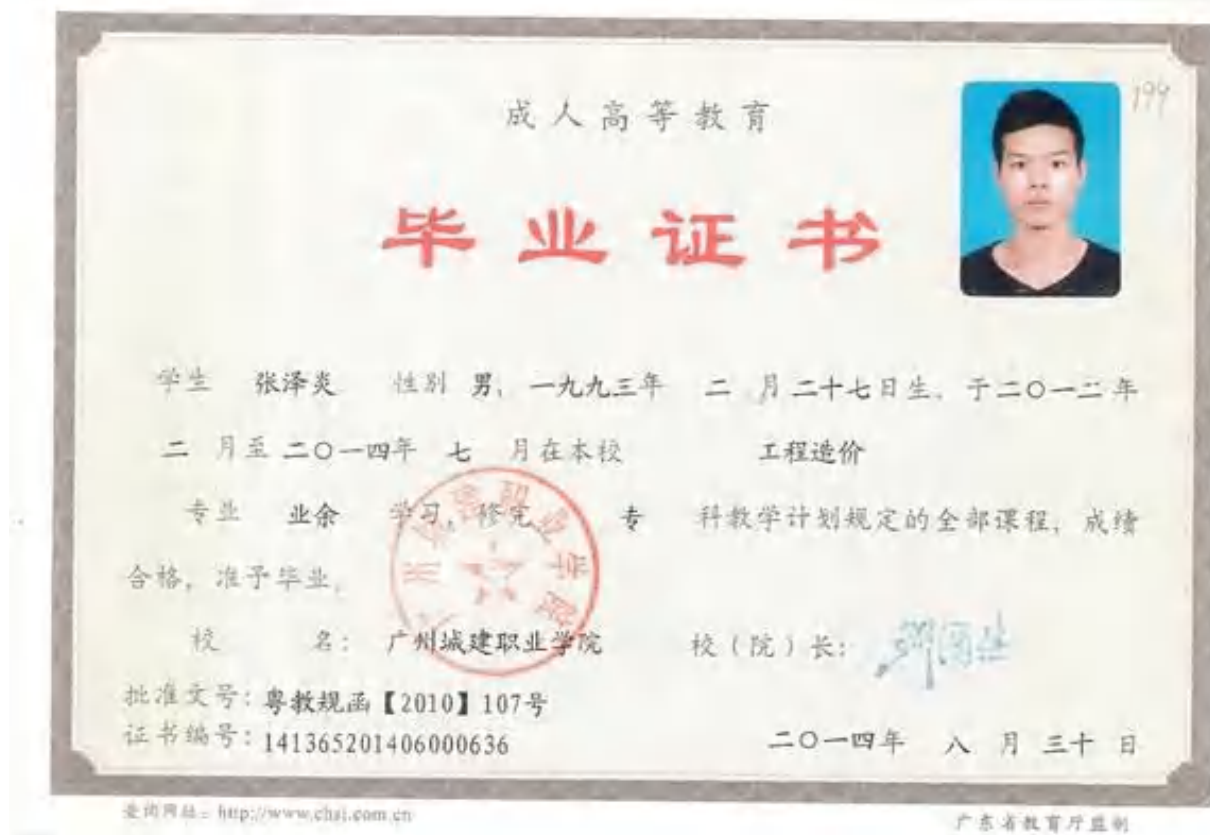 成人高等教育
199
毕业证书
学生 张泽炎 性别 男，一九九三年 二 月 二十七日生，于二〇一二年
二 月至 二〇一四年 七 月在本校 工程造价
专业 业余 学习，修完 专 科教学计划规定的全部课程，成绩
合格，准予毕业。
校 名： 广州城建职业学院 校（院）长：
批准文号：粤教规函【2010】107号
证书编号：141365201406000636
二〇一四年 八 月 三十 日
查询网站：http://www.chsi.com.cn
广东省教育厅监制